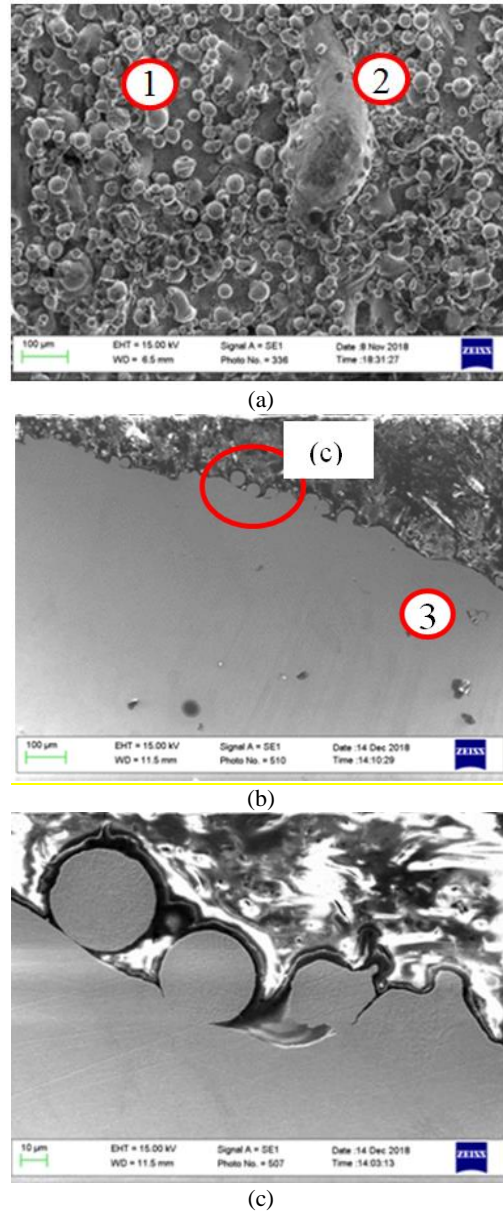 1 2
100 µm EHT = 15.00 kV Signal A = SE1 Date :8 Nov 2018
WD = 6.5 mm Photo No. = 336 Time :18:31:27 ZEISS
(a)
(c)
3
100 µm EHT = 15.00 kV Signal A = SE1 Date :14 Dec 2018
WD = 11.5 mm Photo No. = 510 Time :14:10:29 ZEISS
(b)
10 µm EHT = 15.00 kV Signal A = SE1 Date :14 Dec 2018
WD = 11.5 mm Photo No. = 507 Time :14:03:13 ZEISS
(c)